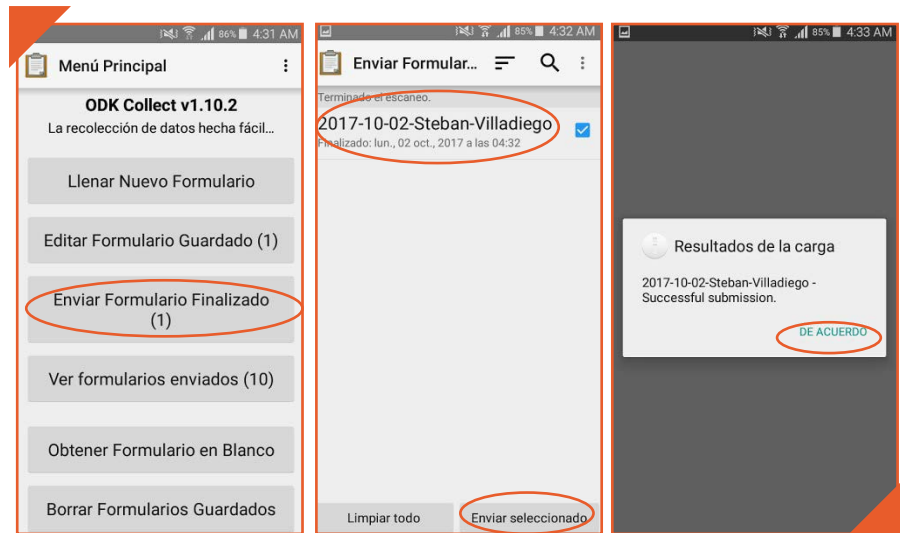 86% 4:31 AM
Menú Principal
ODK Collect v1.10.2
La recolección de datos hecha fácil...
Llenar Nuevo Formulario
Editar Formulario Guardado (1)
Enviar Formulario Finalizado
(1)
Ver formularios enviados (10)
Obtener Formulario en Blanco
Borrar Formularios Guardados
85% 4:32 AM
Enviar Formular...
Terminado el escaneo.
2017-10-02-Steban-Villadiego
Finalizado: lun., 02 oct., 2017 a las 04:32
Limpiar todo
Enviar seleccionado
85% 4:33 AM
Resultados de la carga
2017-10-02-Steban-Villadiego -
Successful submission.
DE ACUERDO